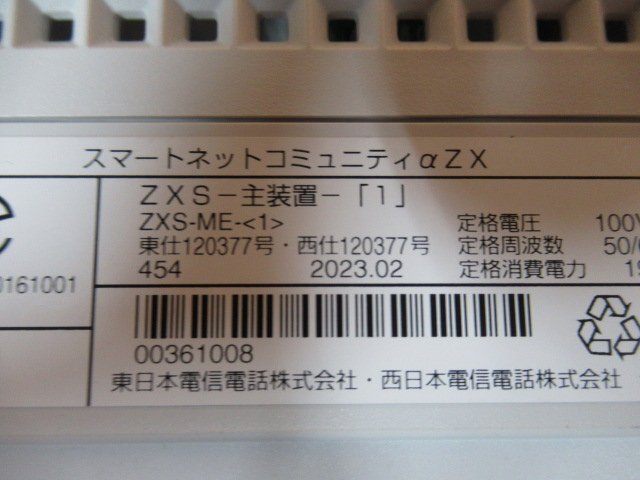 スマートネットコミュニティαZX
ZXS－主装置－「1」
ZXS-ME-<1>
定格電圧 100V
東仕120377号・西仕120377号
定格周波数 50/
454 2023.02
定格消費電力
0161001
00361008
東日本電信電話株式会社・西日本電信電話株式会社